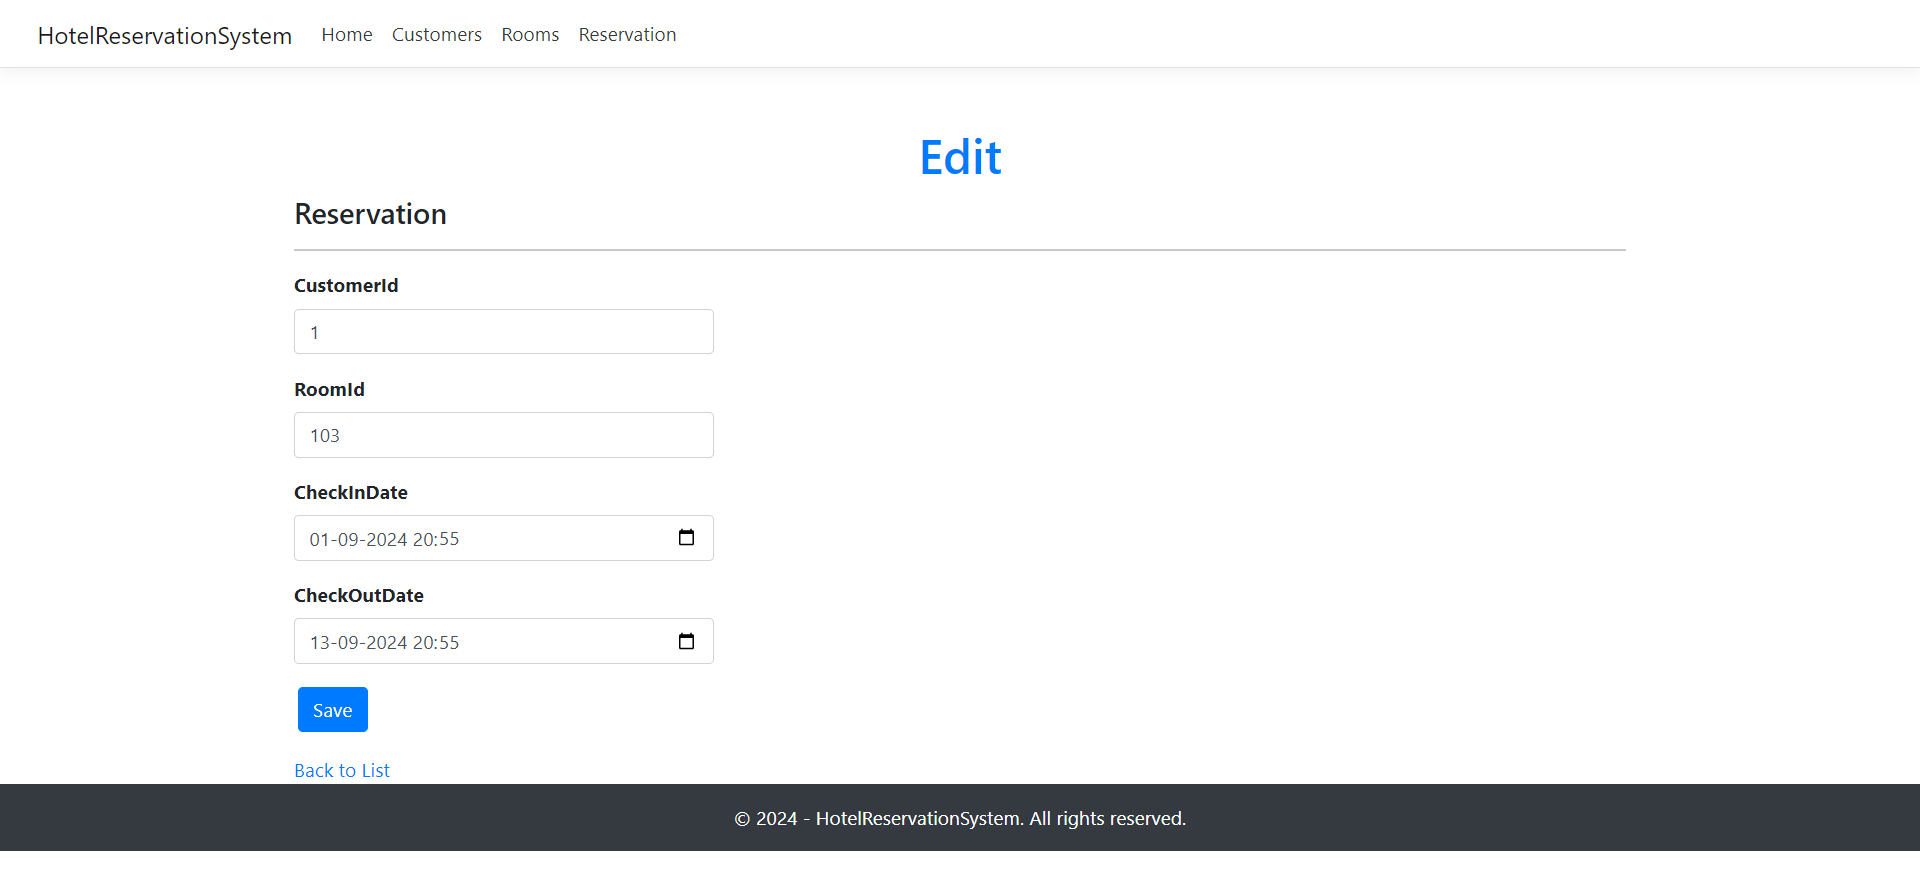 HotelReservationSystem Home Customers Rooms Reservation
Edit
Reservation
CustomerId
1
RoomId
103
CheckInDate
01-09-2024 20:55
CheckOutDate
13-09-2024 20:55
Save
Back to List
© 2024 - HotelReservationSystem. All rights reserved.